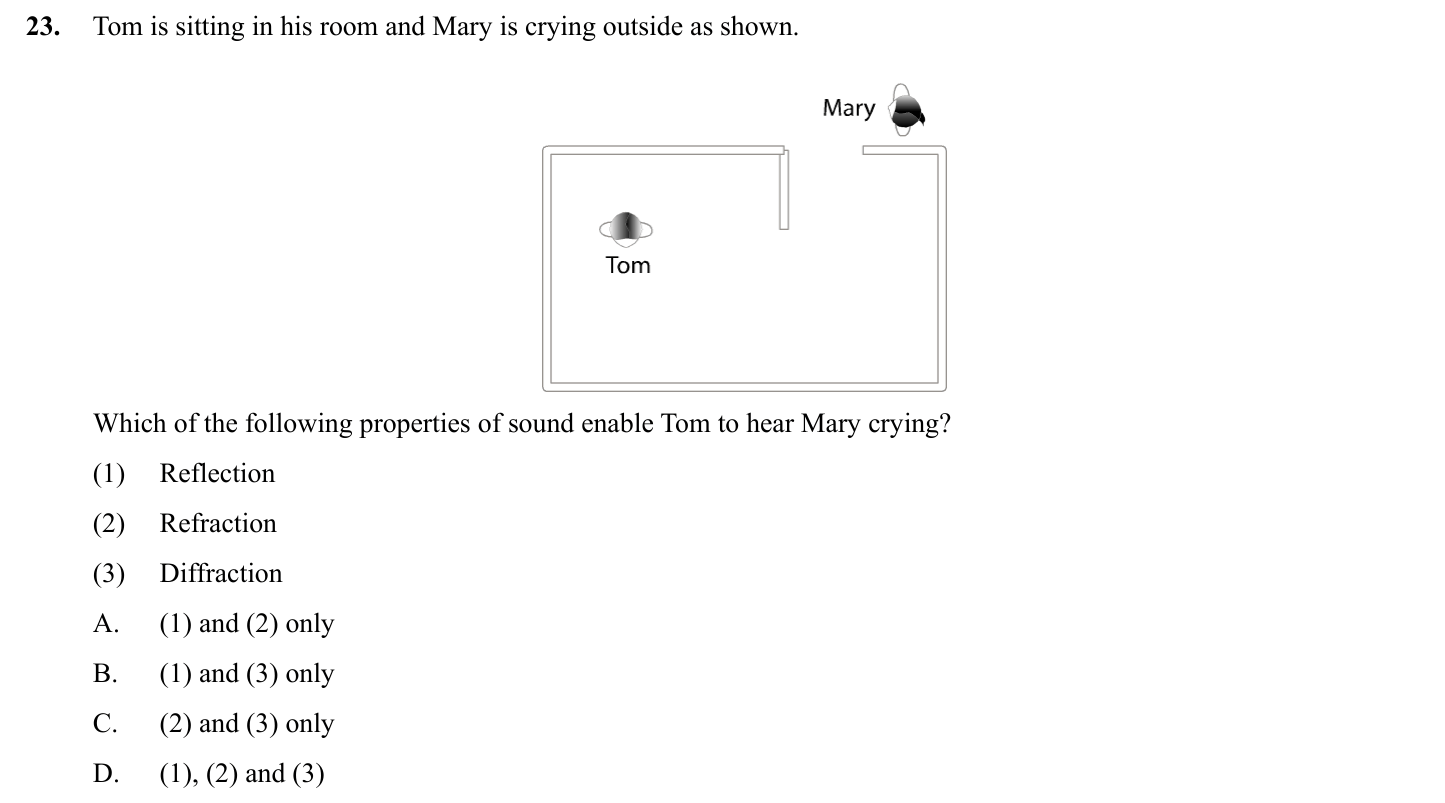 23. Tom is sitting in his room and Mary is crying outside as shown.
Mary
Tom
Which of the following properties of sound enable Tom to hear Mary crying?
(1) Reflection
(2) Refraction
(3) Diffraction
A. (1) and (2) only
B. (1) and (3) only
C. (2) and (3) only
D. (1), (2) and (3)